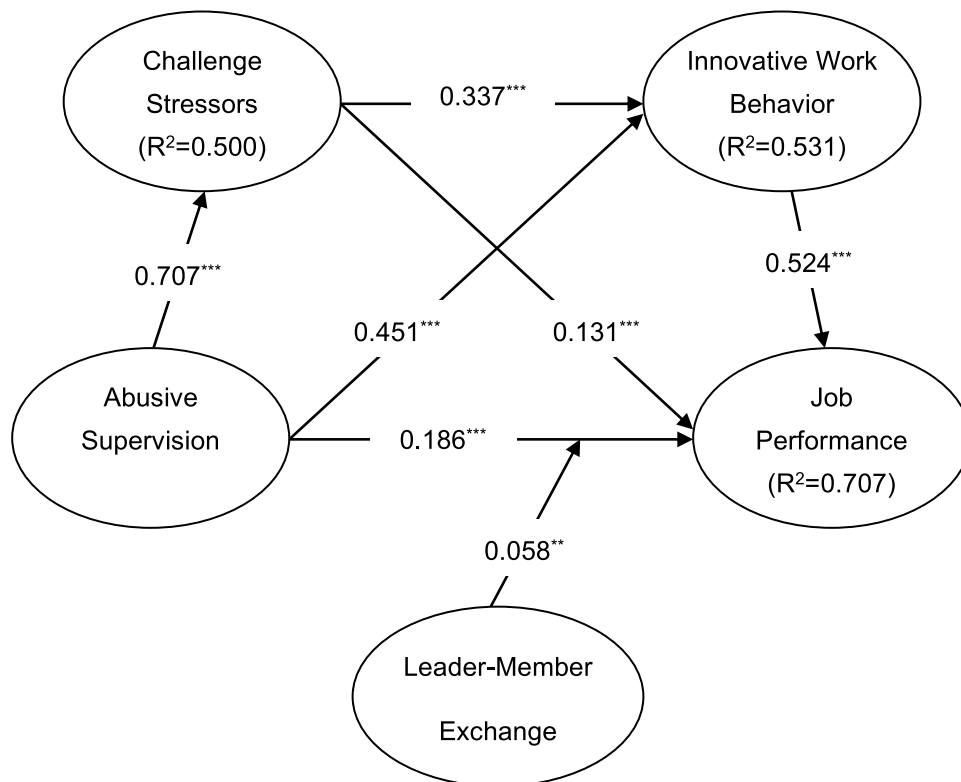 Challenge
Stressors
(R²=0.500)
Innovative Work
Behavior
(R²=0.531)
0.337***
0.707***
0.524***
0.451***
0.131***
Abusive
Supervision
0.186***
Job
Performance
(R²=0.707)
0.058**
Leader-Member
Exchange